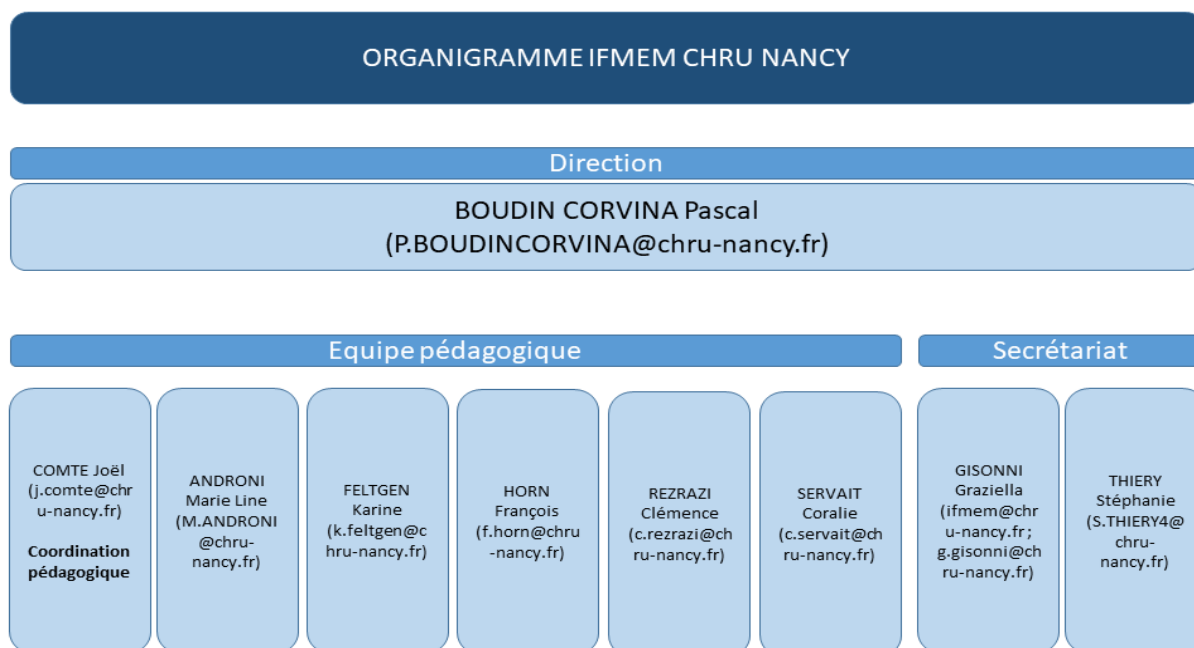 ORGANIGRAMME IFMEM CHRU NANCY
Direction
BOUDIN CORVINA Pascal
(P.BOUDINCORVINA@chru-nancy.fr)
Equipe pédagogique
COMTE Joël
(j.comte@chr
u-nancy.fr)
Coordination
pédagogique
ANDRONI
Marie Line
(M.ANDRONI
@chru-
nancy.fr)
FELTGEN
Karine
(k.feltgen@c
hru-nancy.fr)
HORN
François
(f.horn@chru
-nancy.fr)
REZRAZI
Clémence
(c.rezrazi@ch
ru-nancy.fr)
SERVAIT
Coralie
(c.servait@ch
ru-nancy.fr)
Secrétariat
GISONNI
Graziella
(ifmem@chr
u-nancy.fr ;
g.gisonni@ch
ru-nancy.fr)
THIERY
Stéphanie
(S.THIERY4@
chru-
nancy.fr)